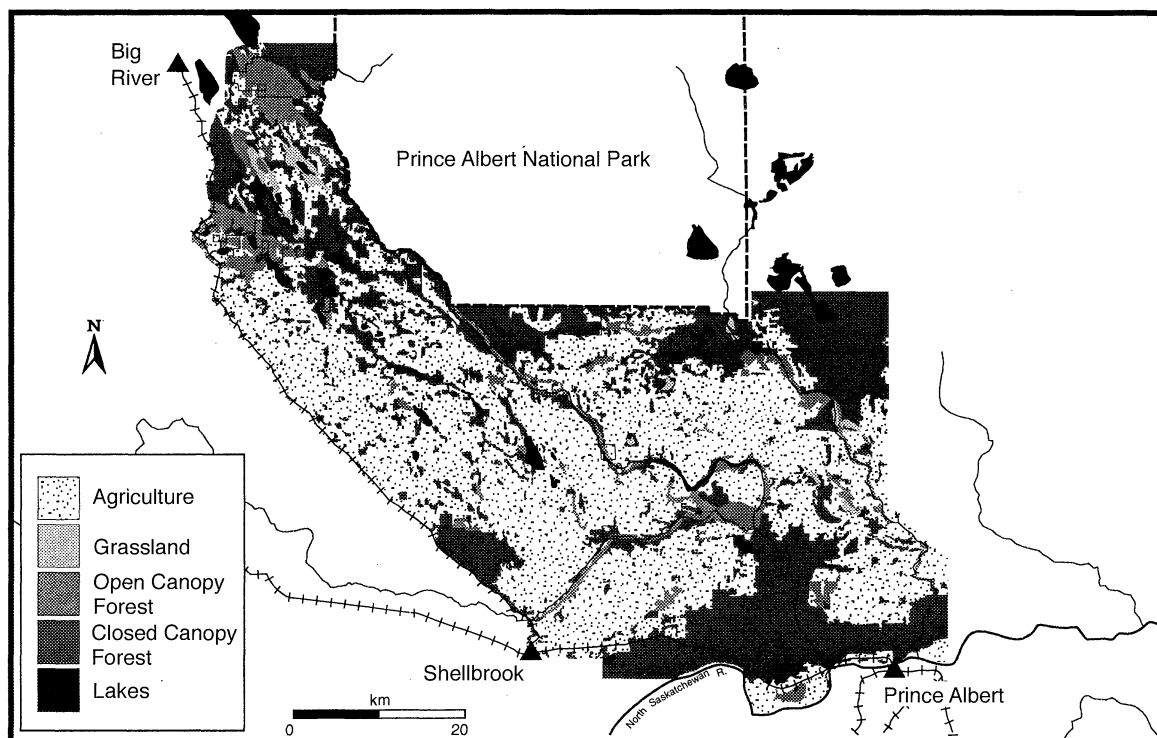 Big
River
Prince Albert National Park
N
Agriculture
Grassland
Open Canopy
Forest
Closed Canopy
Forest
Lakes
Shellbrook
North Saskatchewan R.
Prince Albert
km
0
20